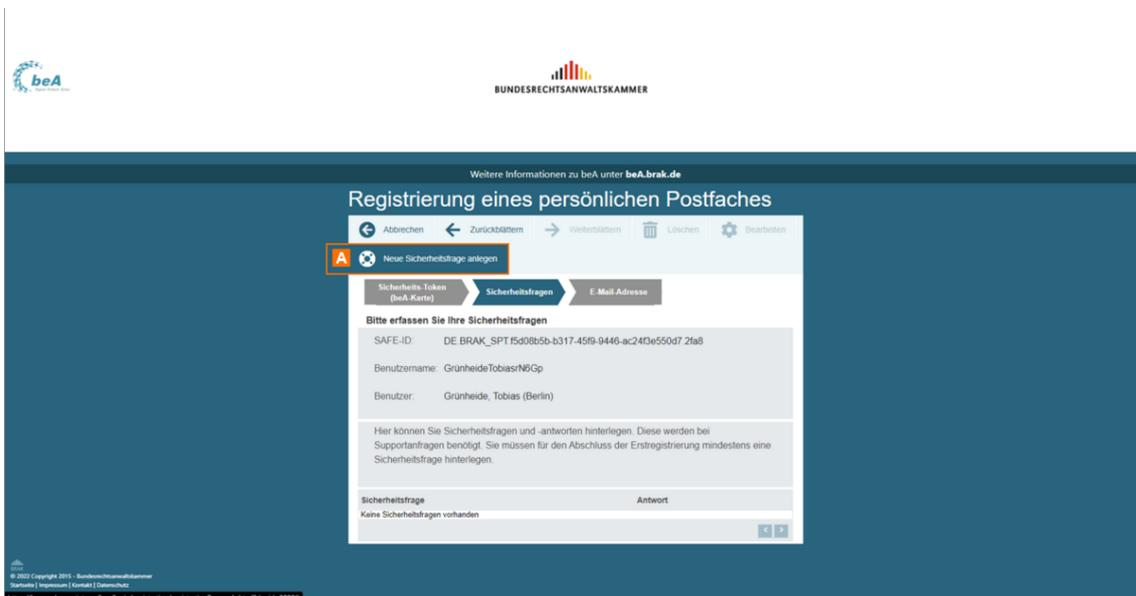 beA
BUNDESRECHTSANWALTSKAMMER
Weitere Informationen zu beA unter beA.brak.de
Registrierung eines persönlichen Postfaches
Abbrechen Zurückblättern Weiterblättern Löschen Bearbeiten
A Neue Sicherheitsfrage anlegen
Sicherheits-Token
(beA-Karte)
Sicherheitsfragen
E-Mail-Adresse
Bitte erfassen Sie Ihre Sicherheitsfragen
SAFE-ID: DE.BRAK_SPT.f5d08b5b-b317-45f9-9446-ac24f3e550d7.2fa8
Benutzername: GrünheideTobiasrN6Gp
Benutzer: Grünheide, Tobias (Berlin)
Hier können Sie Sicherheitsfragen und -antworten hinterlegen. Diese werden bei
Supportanfragen benötigt. Sie müssen für den Abschluss der Erstregistrierung mindestens eine
Sicherheitsfrage hinterlegen.
Sicherheitsfrage Antwort
Keine Sicherheitsfragen vorhanden
© 2022 Copyright 2015 - Bundesrechtsanwaltskammer
Startseite | Impressum | Kontakt | Datenschutz